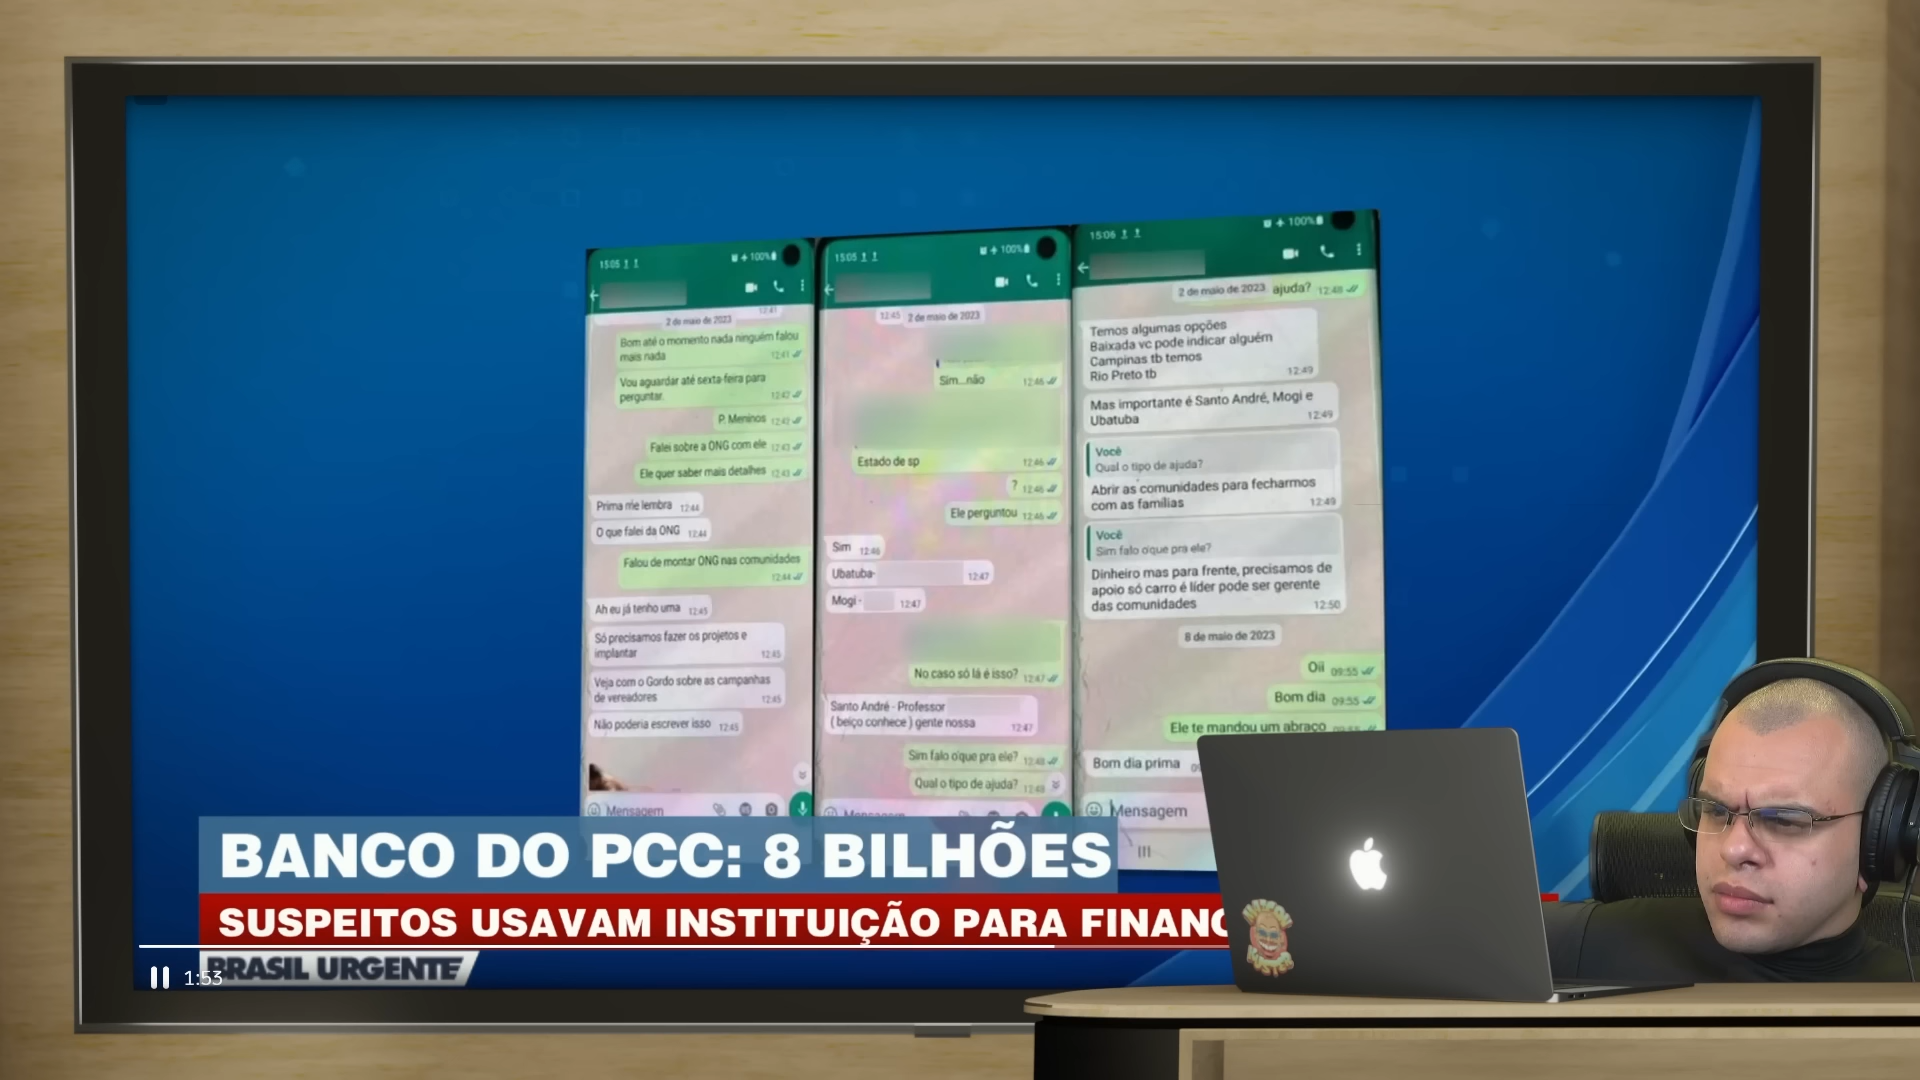 15:05
100%
2 de maio de 2023
12:41
Bom até o momento nada ninguém falou
mais nada
12:41
Vou aguardar até sexta-feira para
perguntar.
12:42
P. Meninos 12:42
Falei sobre a ONG com ele 12:43
Ele quer saber mais detalhes 12:43
Prima me lembra 12:44
O que falei da ONG 12:44
Falou de montar ONG nas comunidades
12:44
Ah eu já tenho uma 12:45
Só precisamos fazer os projetos e
implantar
12:45
Veja com o Gordo sobre as campanhas
de vereadores
12:45
Não poderia escrever isso 12:45
Mensagem
15:05
100%
12:45 2 de maio de 2023
Sim...não 12:46
Estado de sp 12:46
? 12:46
Ele perguntou 12:46
Sim 12:46
Ubatuba- 12:47
Mogi - 12:47
No caso só lá é isso? 12:47
Santo André - Professor
( beiço conhece ) gente nossa 12:47
Sim falo o'que pra ele? 12:48
Qual o tipo de ajuda? 12:48
Mensagem
15:06
100%
2 de maio de 2023 ajuda? 12:48
Temos algumas opções
Baixada vc pode indicar alguém
Campinas tb temos
Rio Preto tb
12:49
Mas importante é Santo André, Mogi e
Ubatuba
12:49
Você
Qual o tipo de ajuda?
Abrir as comunidades para fecharmos
com as famílias
12:49
Você
Sim falo o'que pra ele?
Dinheiro mas para frente, precisamos de
apoio só carro é líder pode ser gerente
das comunidades
12:50
8 de maio de 2023
Oii 09:55
Bom dia 09:55
Ele te mandou um abraço
Bom dia prima
Mensagem
BANCO DO PCC: 8 BILHÕES
SUSPEITOS USAVAM INSTITUIÇÃO PARA FINANC
BRASIL URGENTE
1:53